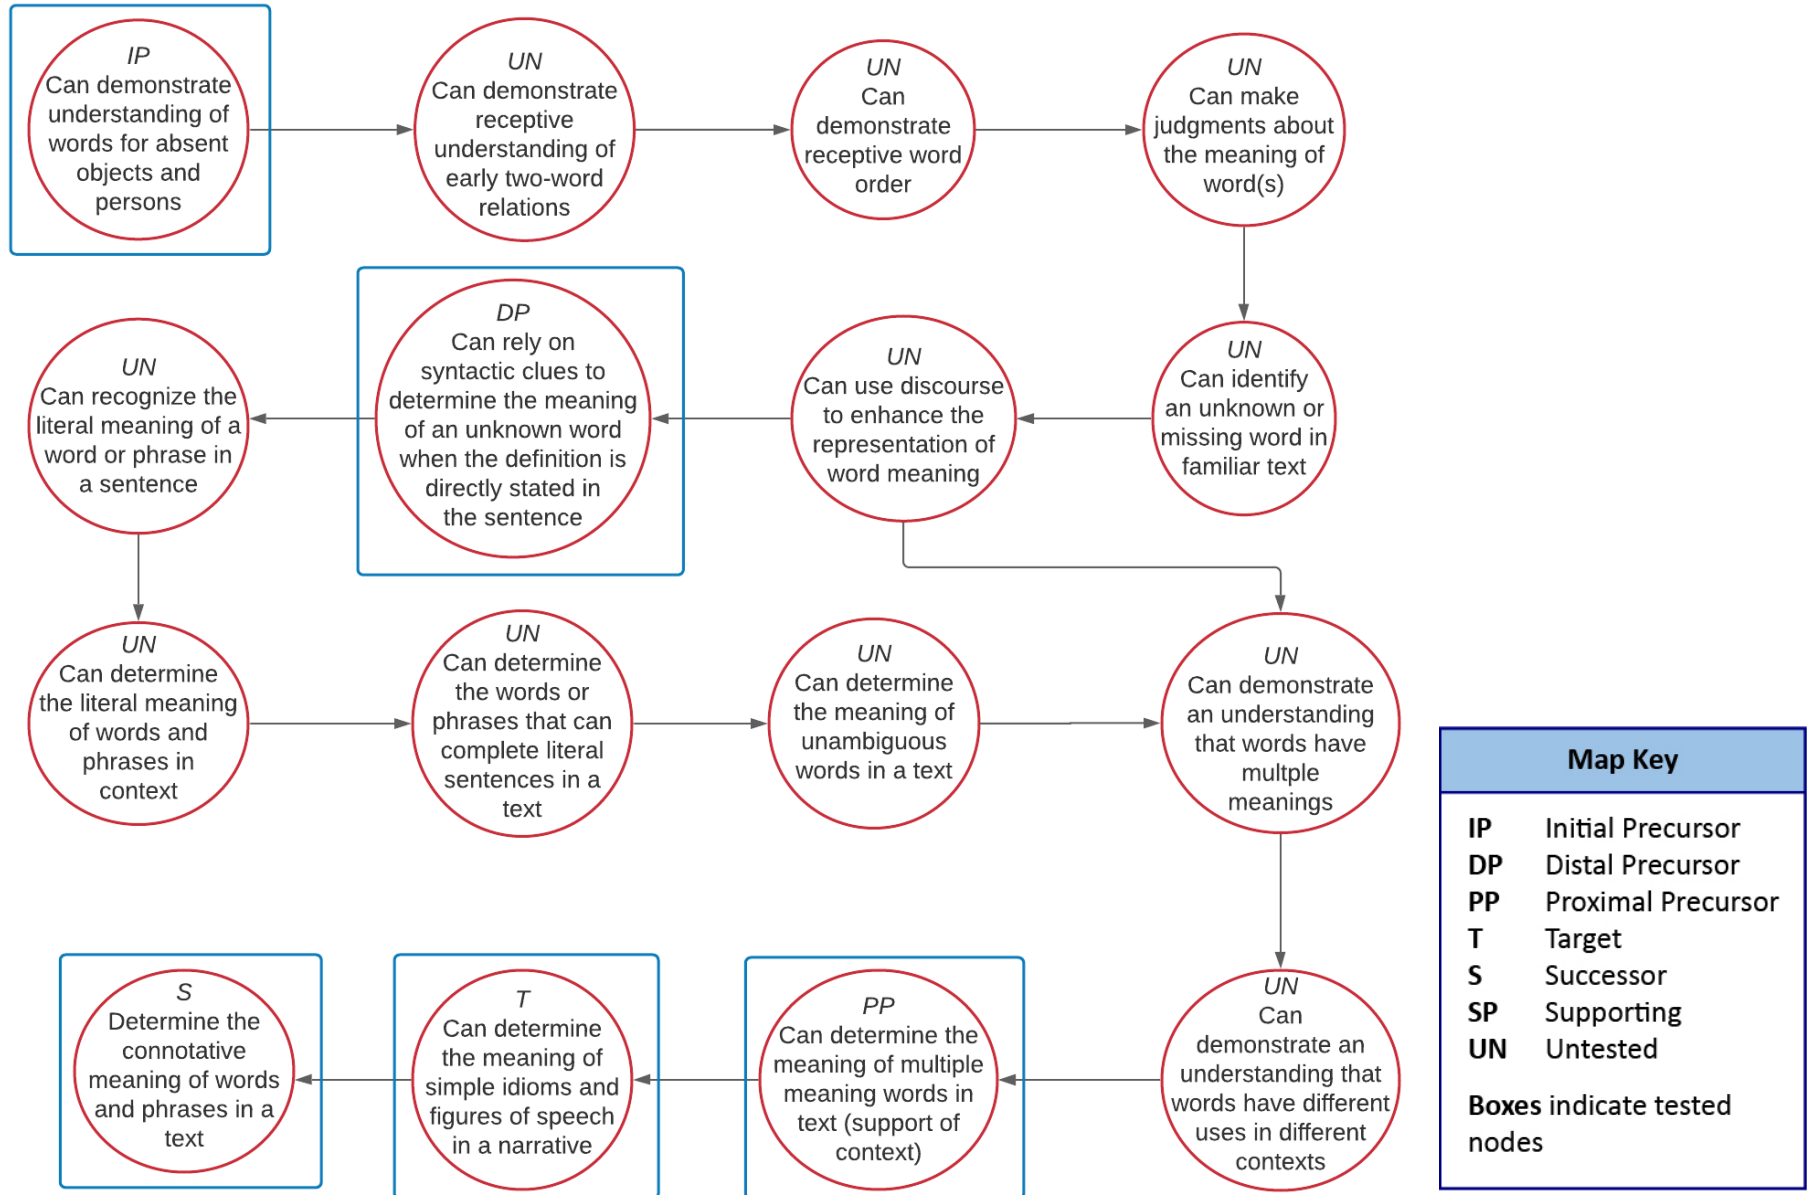 IP
Can demonstrate
understanding of
words for absent
objects and
persons
UN
Can demonstrate
receptive
understanding of
early two-word
relations
UN
Can
demonstrate
receptive word
order
UN
Can make
judgments about
the meaning of
word(s)
UN
Can recognize the
literal meaning of a
word or phrase in
a sentence
DP
Can rely on
syntactic clues to
determine the meaning
of an unknown word
when the definition is
directly stated in
the sentence
UN
Can use discourse
to enhance the
representation of
word meaning
UN
Can identify
an unknown or
missing word in
familiar text
UN
Can determine
the literal meaning
of words and
phrases in
context
UN
Can determine
the words or
phrases that can
complete literal
sentences in a
text
UN
Can determine
the meaning of
unambiguous
words in a text
UN
Can demonstrate
an understanding
that words have
multple
meanings
S
Determine the
connotative
meaning of words
and phrases in a
text
T
Can determine
the meaning of
simple idioms and
figures of speech
in a narrative
PP
Can determine the
meaning of multiple
meaning words in
text (support of
context)
UN
Can
demonstrate an
understanding that
words have different
uses in different
contexts
Map Key
IP Initial Precursor
DP Distal Precursor
PP Proximal Precursor
T Target
S Successor
SP Supporting
UN Untested
Boxes indicate tested
nodes